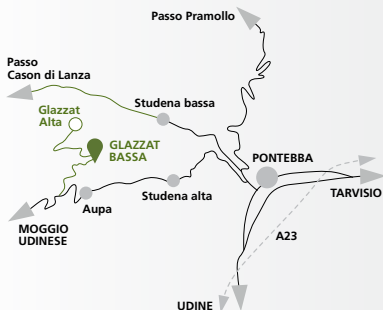 Passo Pramollo
Passo
Cason di Lanza
Studena bassa
Glazzat
Alta
GLAZZAT
BASSA
PONTEBBA
TARVISIO
Studena alta
Aupa
MOGGIO
UDINESE
A23
UDINE